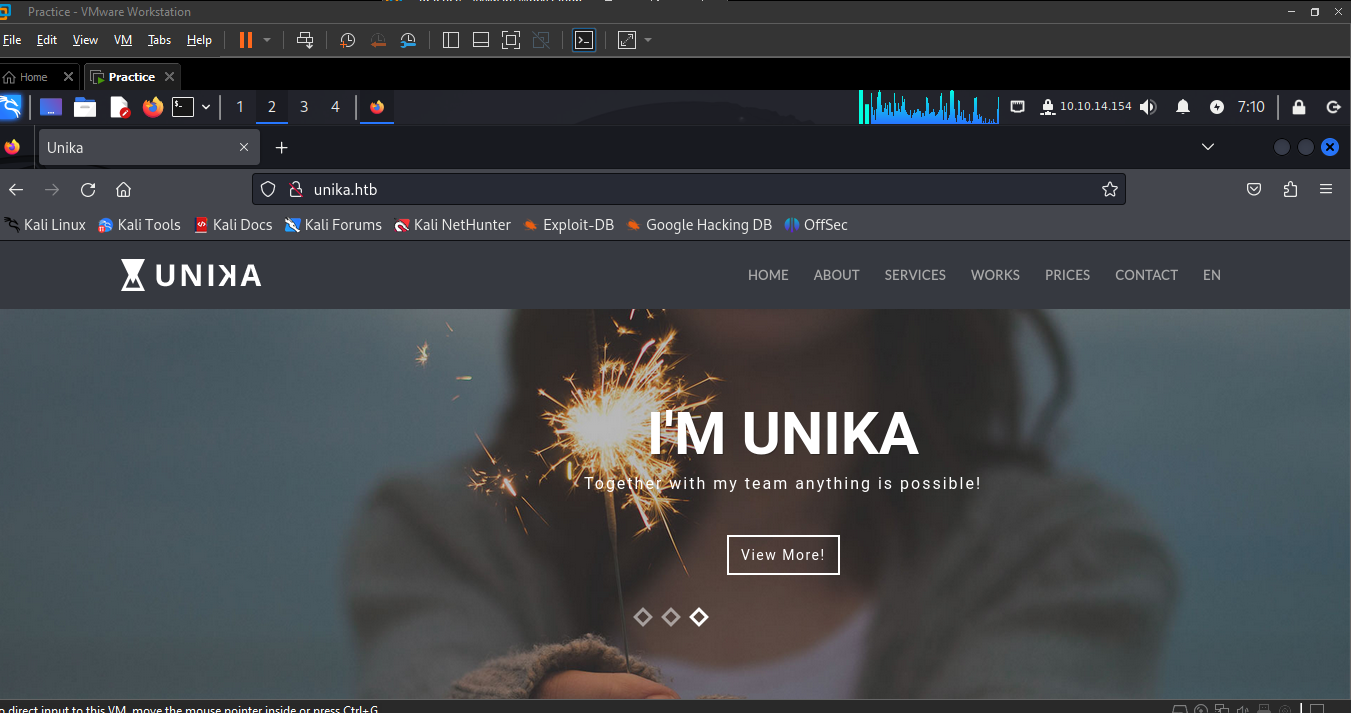 Practice - VMware Workstation
File Edit View VM Tabs Help
Home Practice
1 2 3 4 10.10.14.154 7:10
Unika
unika.htb
Kali Linux Kali Tools Kali Docs Kali Forums Kali NetHunter Exploit-DB Google Hacking DB OffSec
UNIKA HOME ABOUT SERVICES WORKS PRICES CONTACT EN
I'M UNIKA
Together with my team anything is possible!
View More!
o direct input to this VM, move the mouse pointer inside or press Ctrl+G.